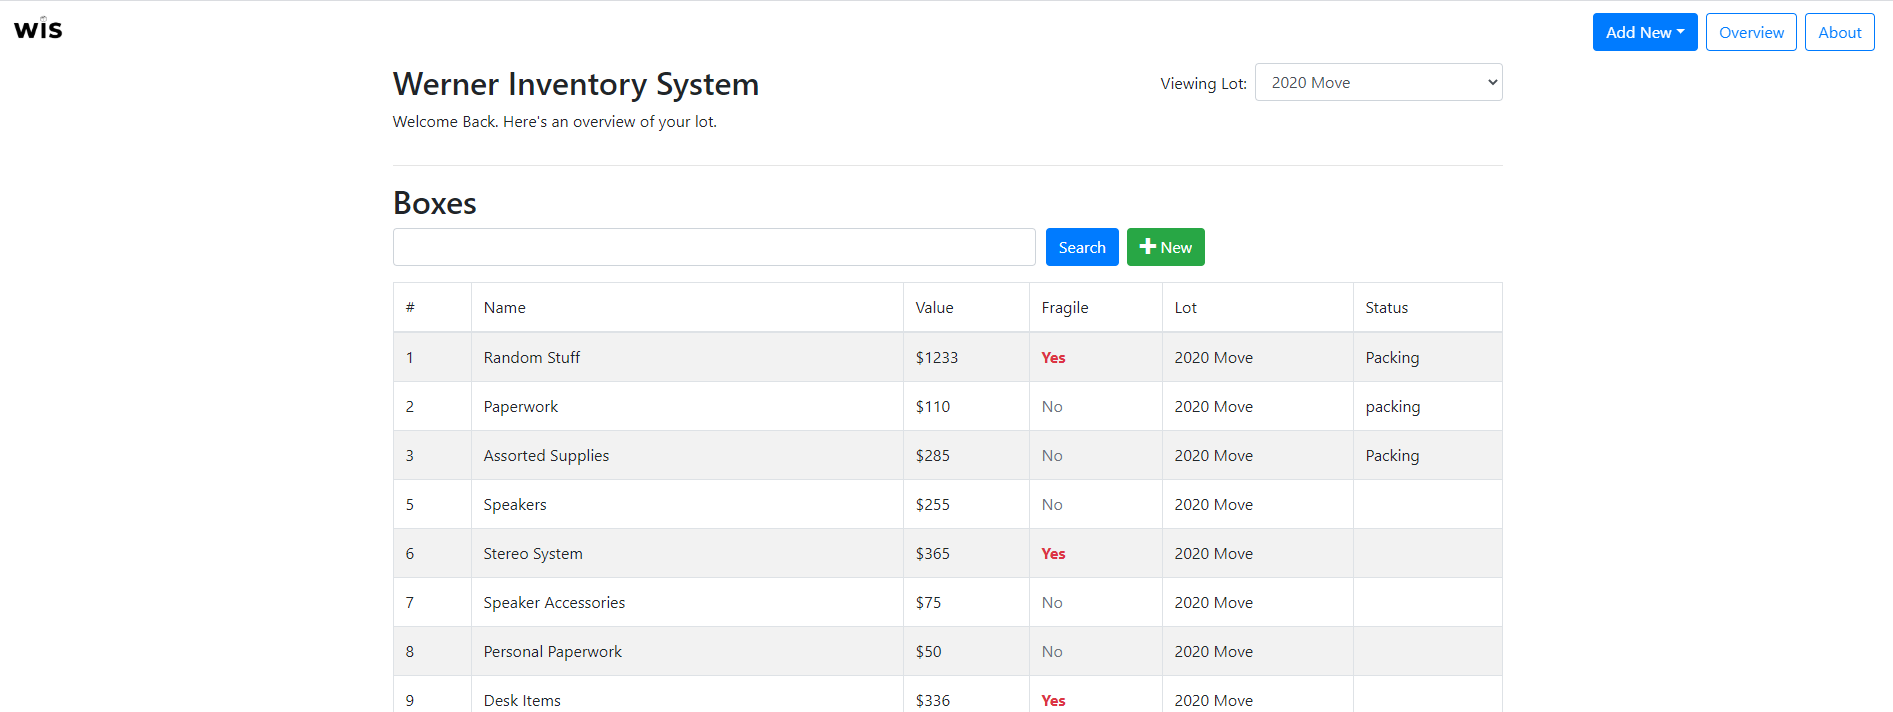 wis
Add New Overview About
Werner Inventory System
Viewing Lot: 2020 Move
Welcome Back. Here's an overview of your lot.
Boxes
Search New
# Name Value Fragile Lot Status
1 Random Stuff $1233 Yes 2020 Move Packing
2 Paperwork $110 No 2020 Move packing
3 Assorted Supplies $285 No 2020 Move Packing
5 Speakers $255 No 2020 Move
6 Stereo System $365 Yes 2020 Move
7 Speaker Accessories $75 No 2020 Move
8 Personal Paperwork $50 No 2020 Move
9 Desk Items $336 Yes 2020 Move